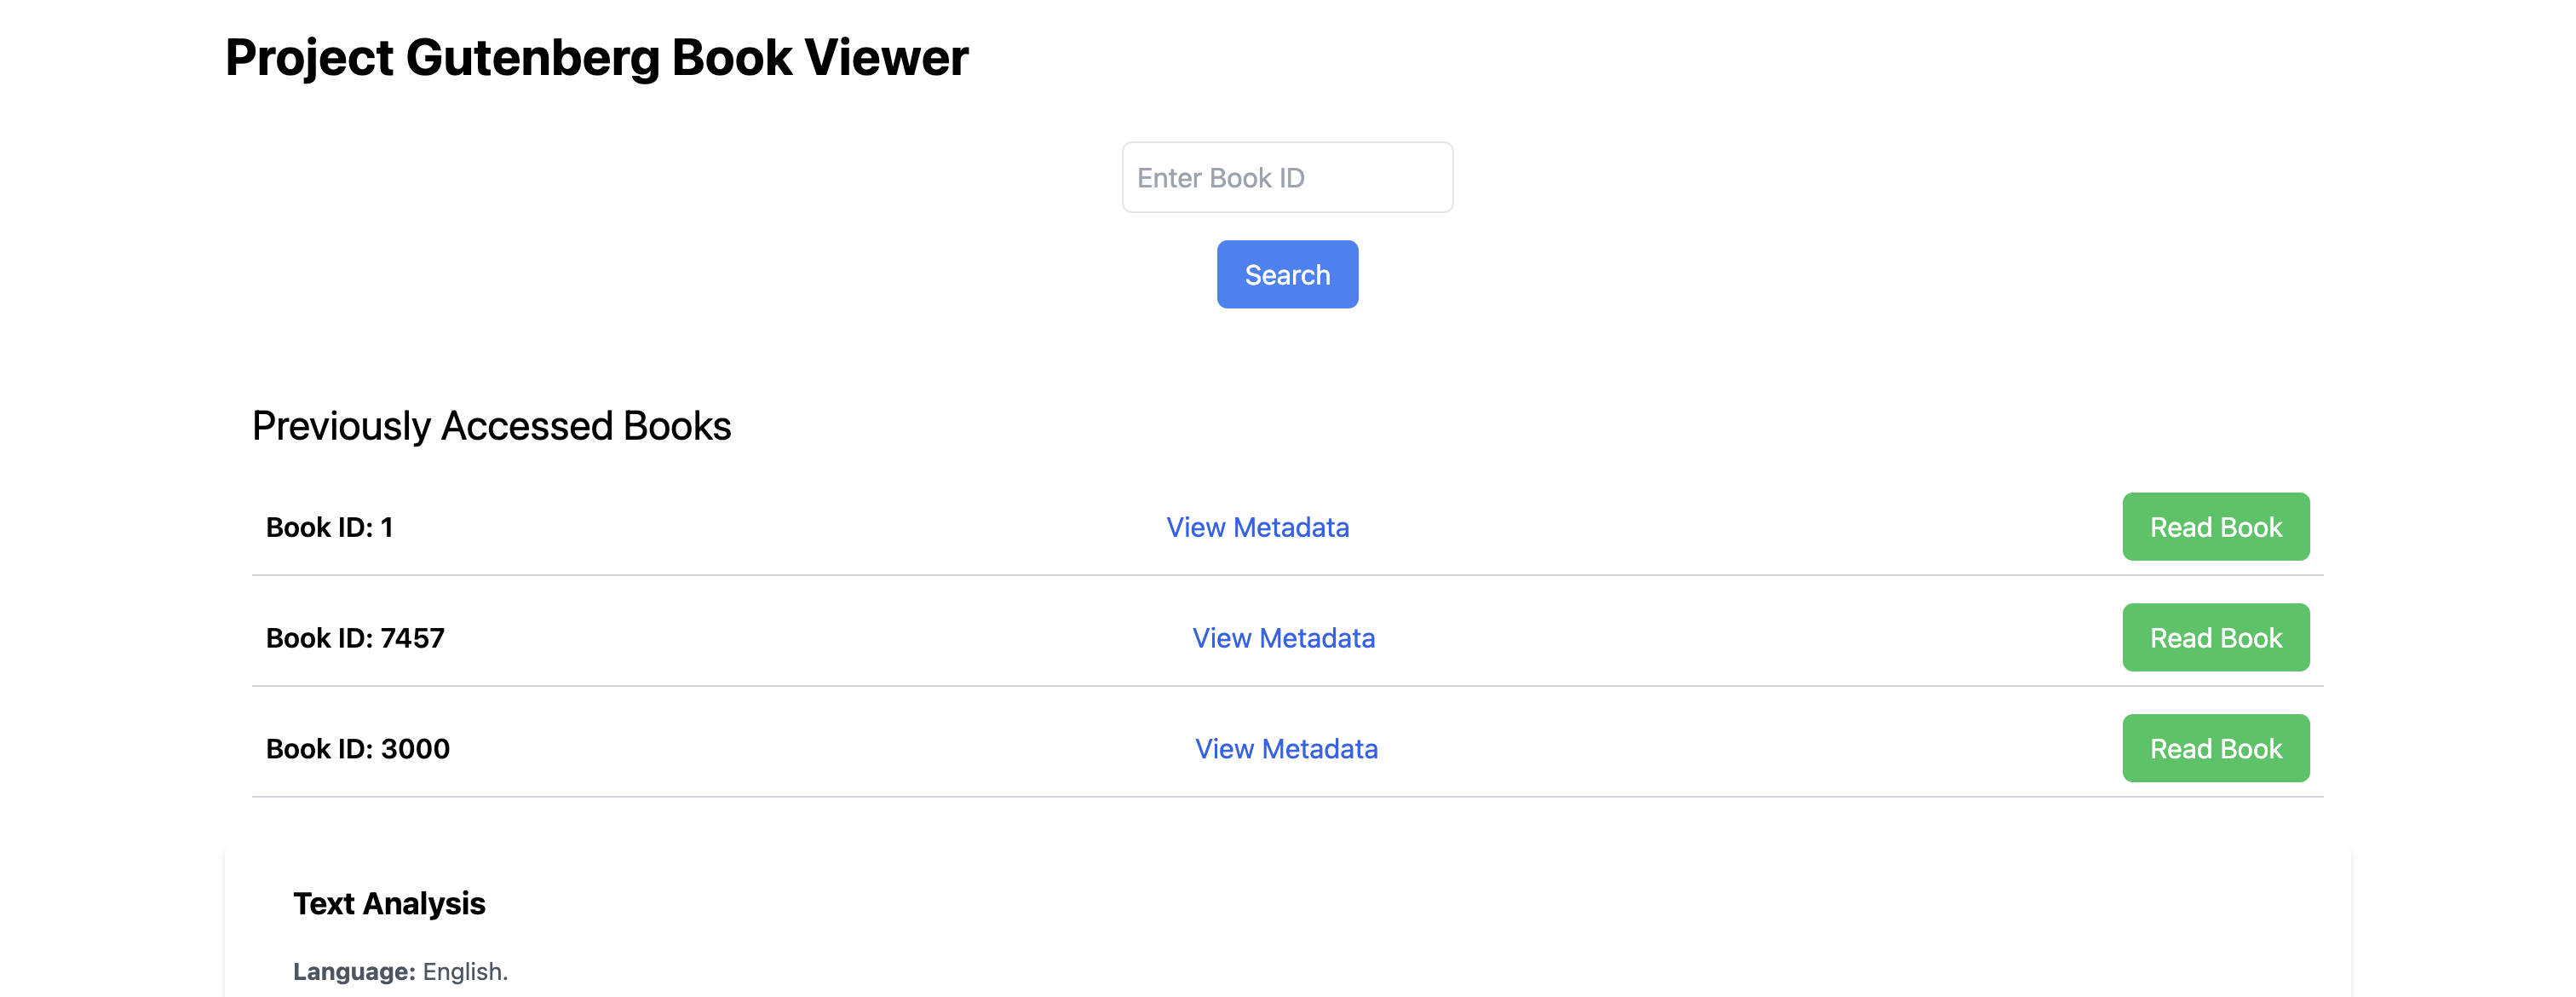 Project Gutenberg Book Viewer
Enter Book ID
Search
Previously Accessed Books
Book ID: 1 View Metadata Read Book
Book ID: 7457 View Metadata Read Book
Book ID: 3000 View Metadata Read Book
Text Analysis
Language: English.